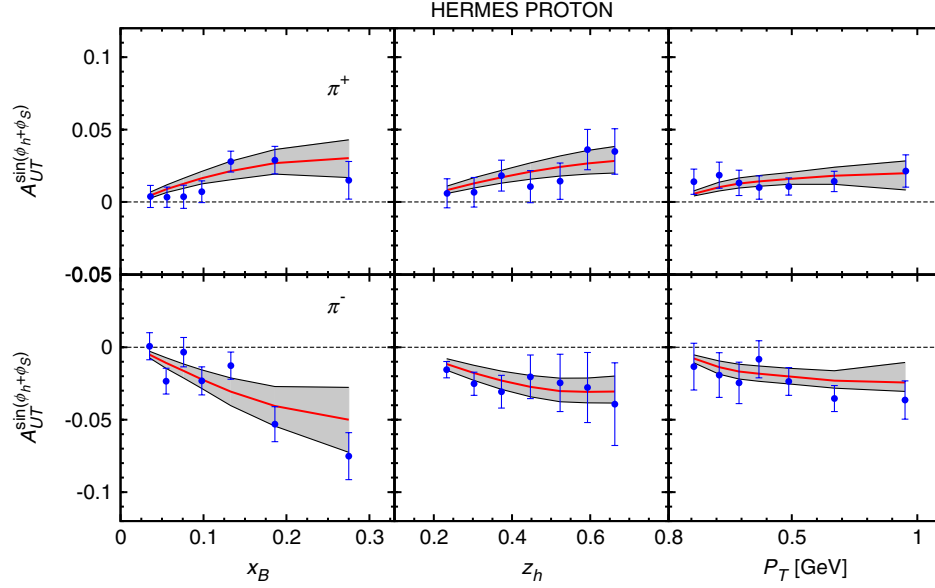 HERMES PROTON
0.1
π+
0.05
A_UT^sin(ϕh+ϕS)
0
-0.05
0.05
π-
0
A_UT^sin(ϕh+ϕS)
-0.05
-0.1
0 0.1 0.2 0.3 0.2 0.4 0.6 0.8 0.5 1
x_B z_h P_T [GeV]